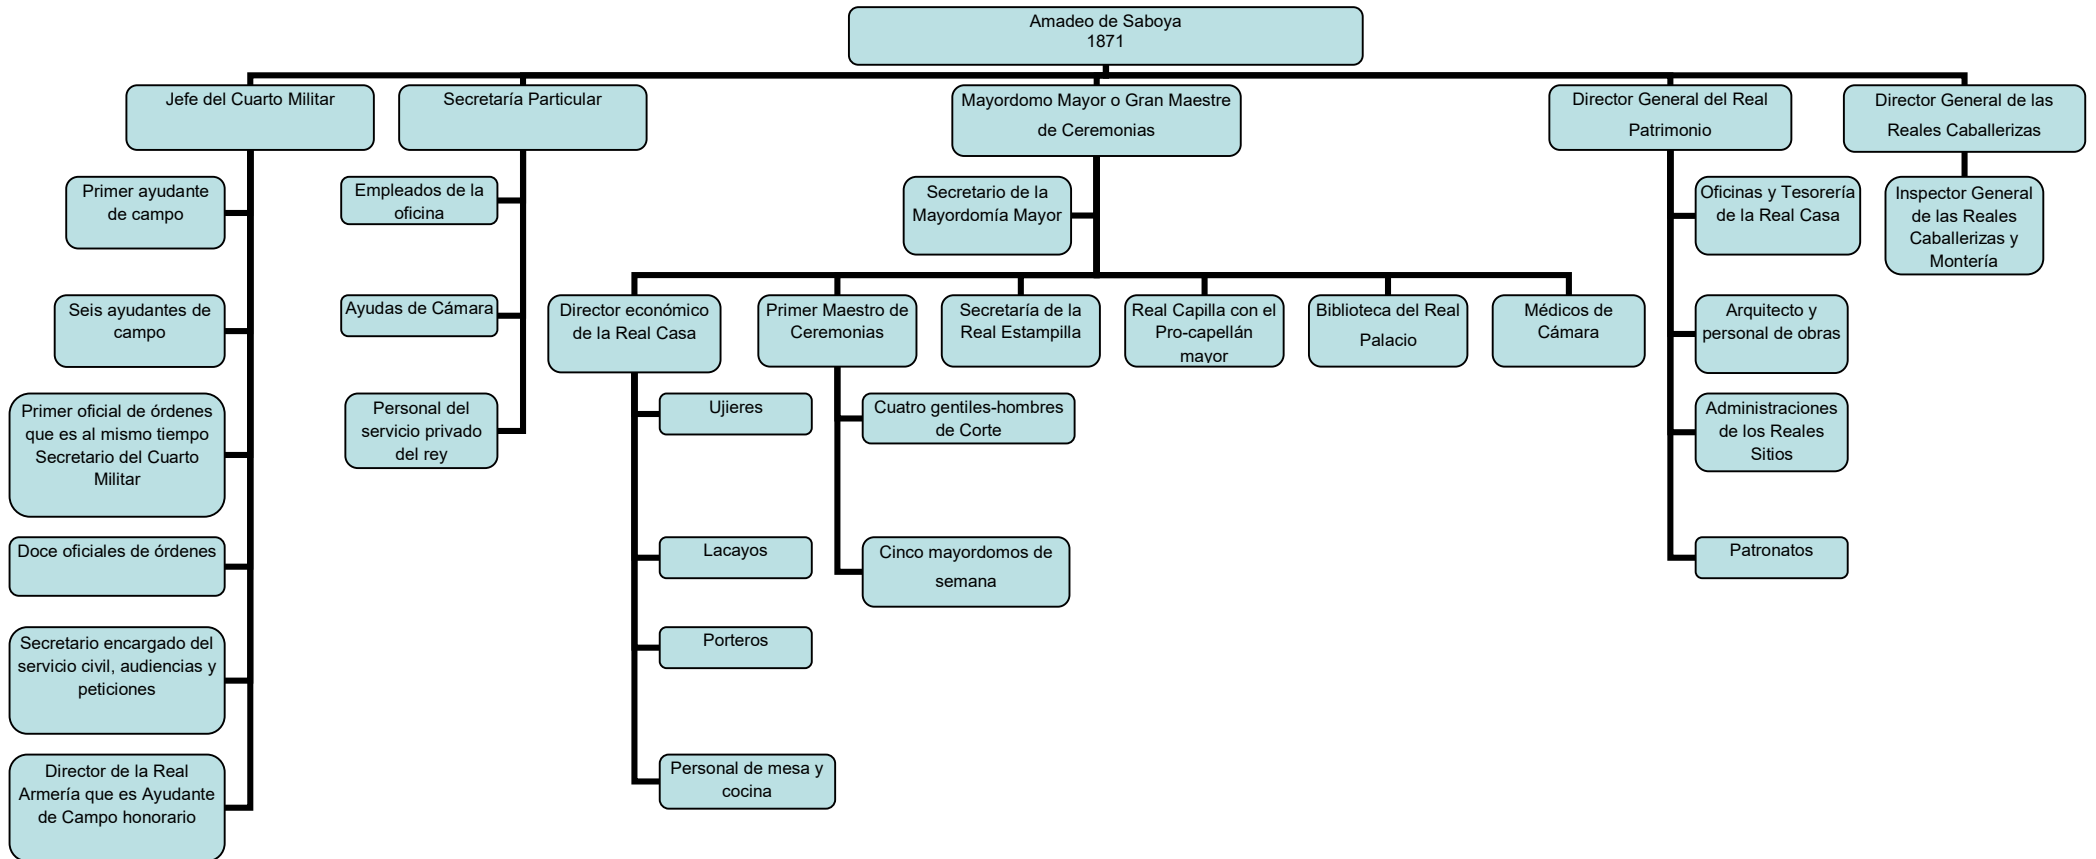 Amadeo de Saboya
1871
Jefe del Cuarto Militar
Secretaría Particular
Mayordomo Mayor o Gran Maestre
de Ceremonias
Director General del Real
Patrimonio
Director General de las
Reales Caballerizas
Primer ayudante
de campo
Seis ayudantes de
campo
Primer oficial de órdenes
que es al mismo tiempo
Secretario del Cuarto
Militar
Doce oficiales de órdenes
Secretario encargado del
servicio civil, audiencias y
peticiones
Director de la Real
Armería que es Ayudante
de Campo honorario
Empleados de la
oficina
Ayudas de Cámara
Personal del
servicio privado
del rey
Secretario de la
Mayordomía Mayor
Director económico
de la Real Casa
Ujieres
Lacayos
Porteros
Personal de mesa y
cocina
Primer Maestro de
Ceremonias
Cuatro gentiles-hombres
de Corte
Cinco mayordomos de
semana
Secretaría de la
Real Estampilla
Real Capilla con el
Pro-capellán
mayor
Biblioteca del Real
Palacio
Médicos de
Cámara
Oficinas y Tesorería
de la Real Casa
Arquitecto y
personal de obras
Administraciones
de los Reales
Sitios
Patronatos
Inspector General
de las Reales
Caballerizas y
Montería